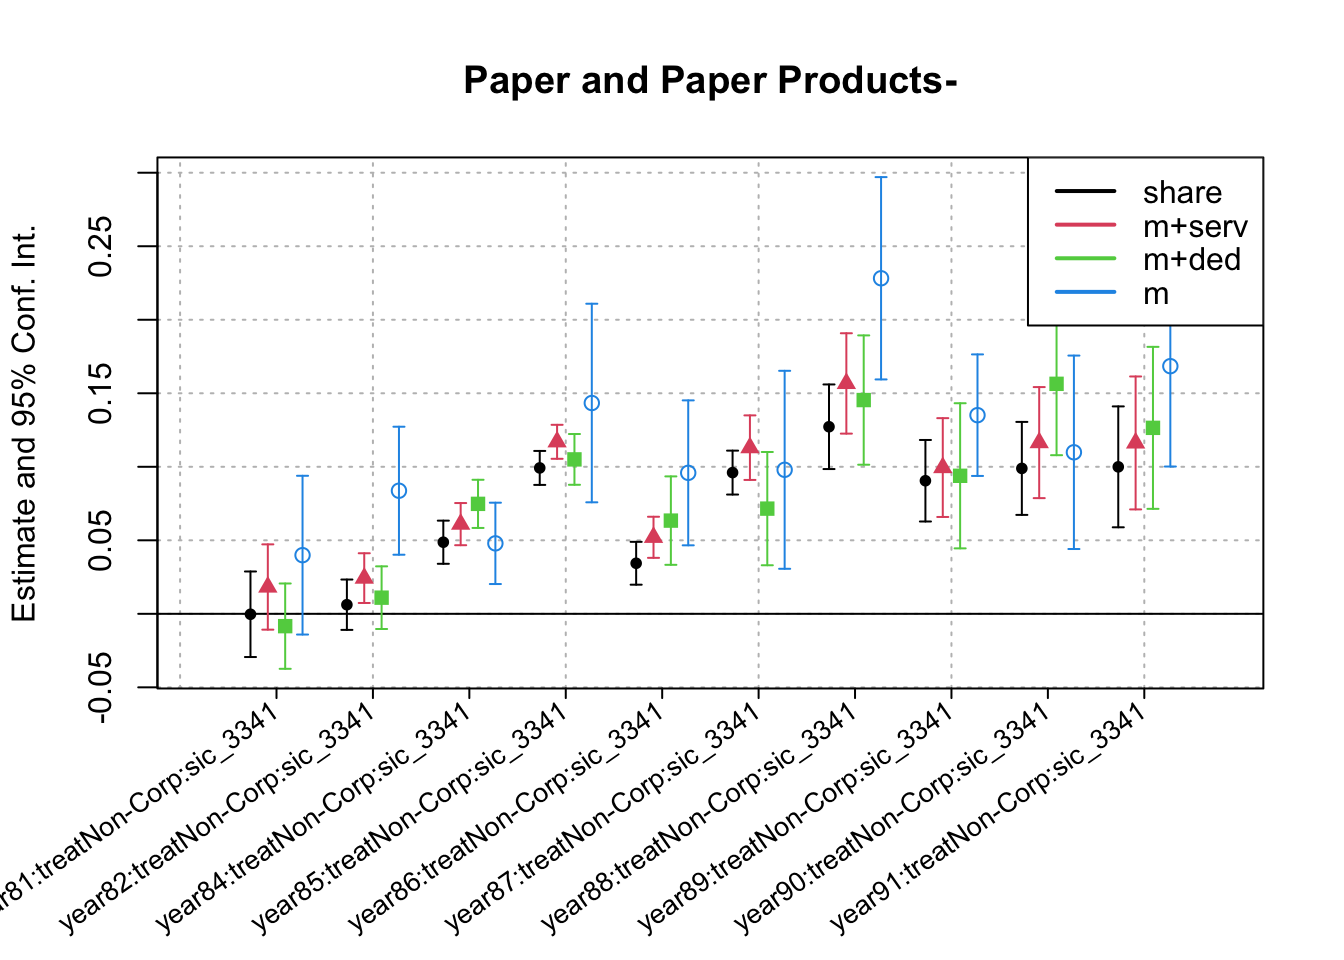 Paper and Paper Products-
Estimate and 95% Conf. Int.
0.25
0.15
0.05
-0.05
share
m+serv
m+ded
m
r81:treatNon-Corp:sic_3341
year82:treatNon-Corp:sic_3341
year84:treatNon-Corp:sic_3341
year85:treatNon-Corp:sic_3341
year86:treatNon-Corp:sic_3341
year87:treatNon-Corp:sic_3341
year88:treatNon-Corp:sic_3341
year89:treatNon-Corp:sic_3341
year90:treatNon-Corp:sic_3341
year91:treatNon-Corp:sic_3341